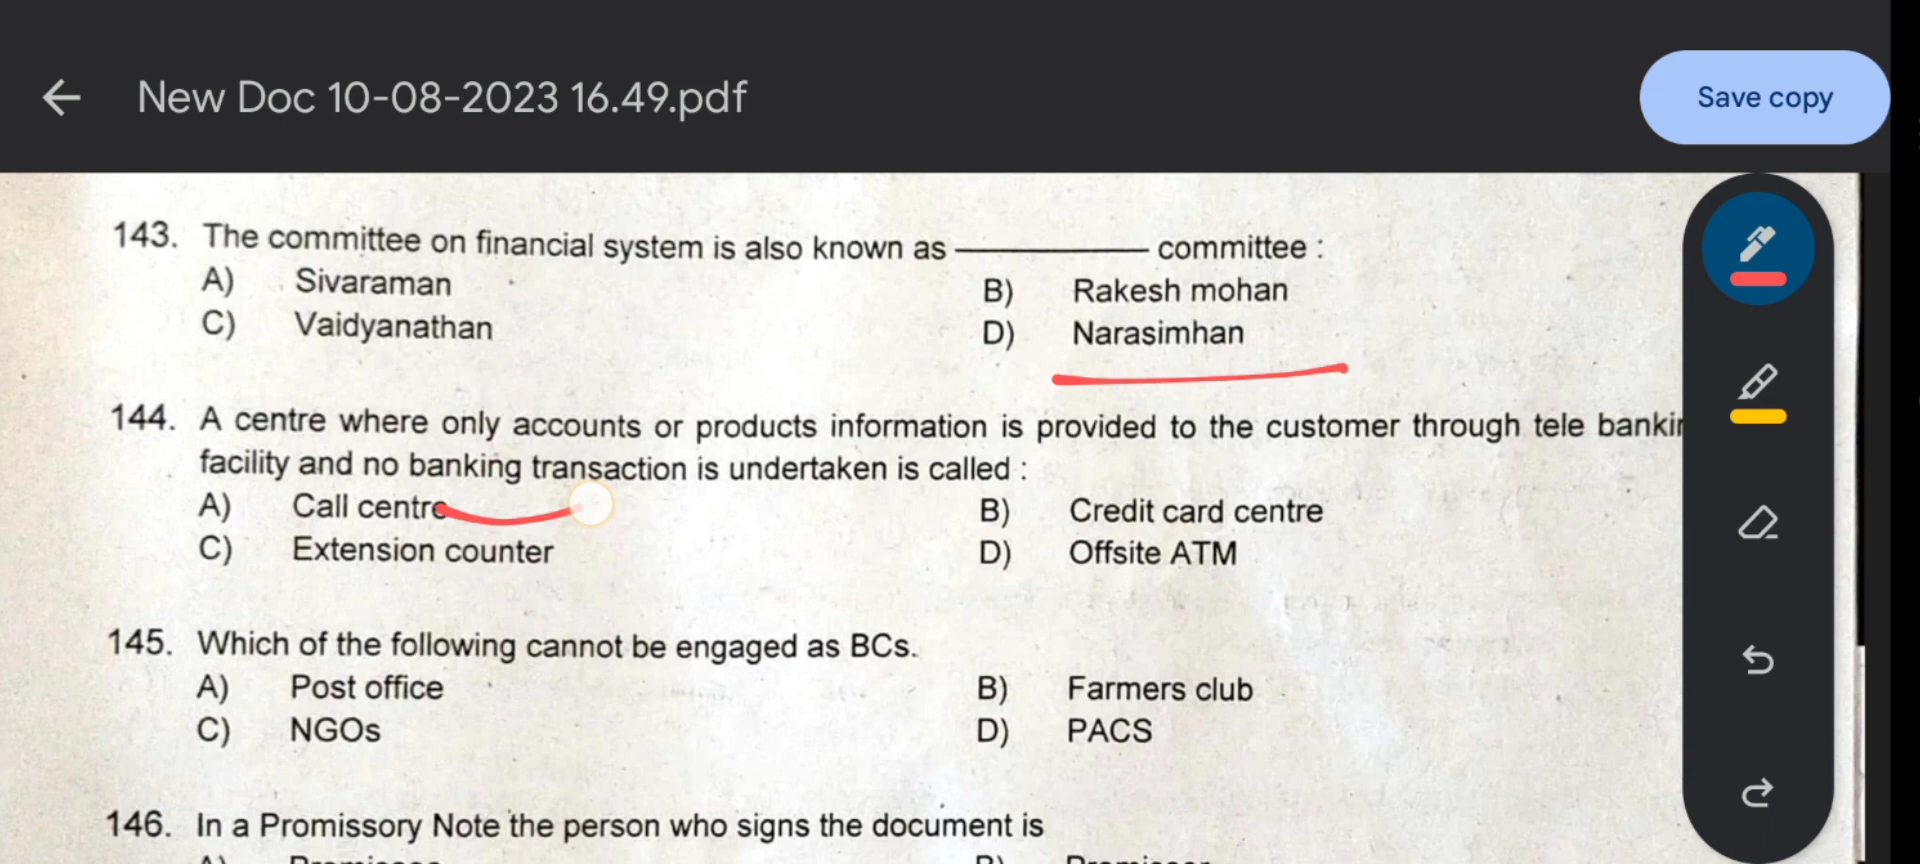 New Doc 10-08-2023 16.49.pdf
Save copy
143. The committee on financial system is also known as ———— committee :
A) Sivaraman B) Rakesh mohan
C) Vaidyanathan D) Narasimhan
144. A centre where only accounts or products information is provided to the customer through tele bankin
facility and no banking transaction is undertaken is called :
A) Call centre B) Credit card centre
C) Extension counter D) Offsite ATM
145. Which of the following cannot be engaged as BCs.
A) Post office B) Farmers club
C) NGOs D) PACS
146. In a Promissory Note the person who signs the document is